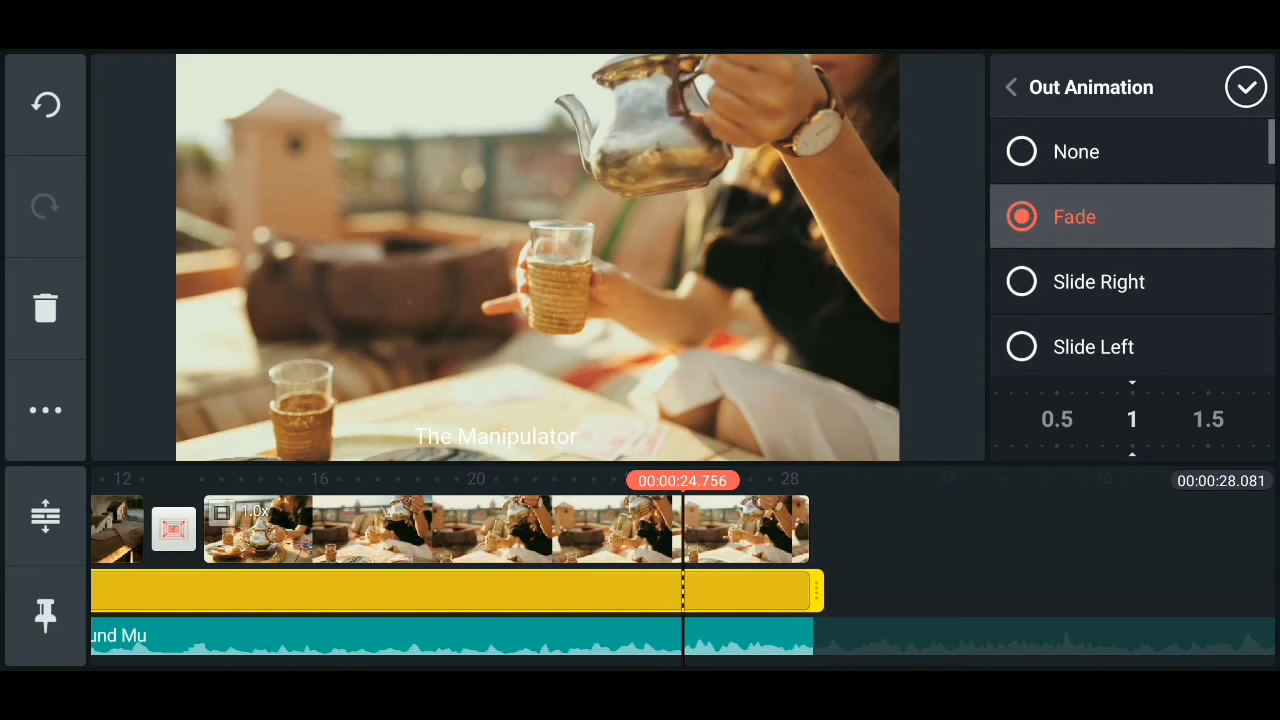 Out Animation
None
Fade
Slide Right
Slide Left
0.5 1 1.5
The Manipulator
12 16 20 00:00:24.756 28 00:00:28.081
1.0x
und Mu